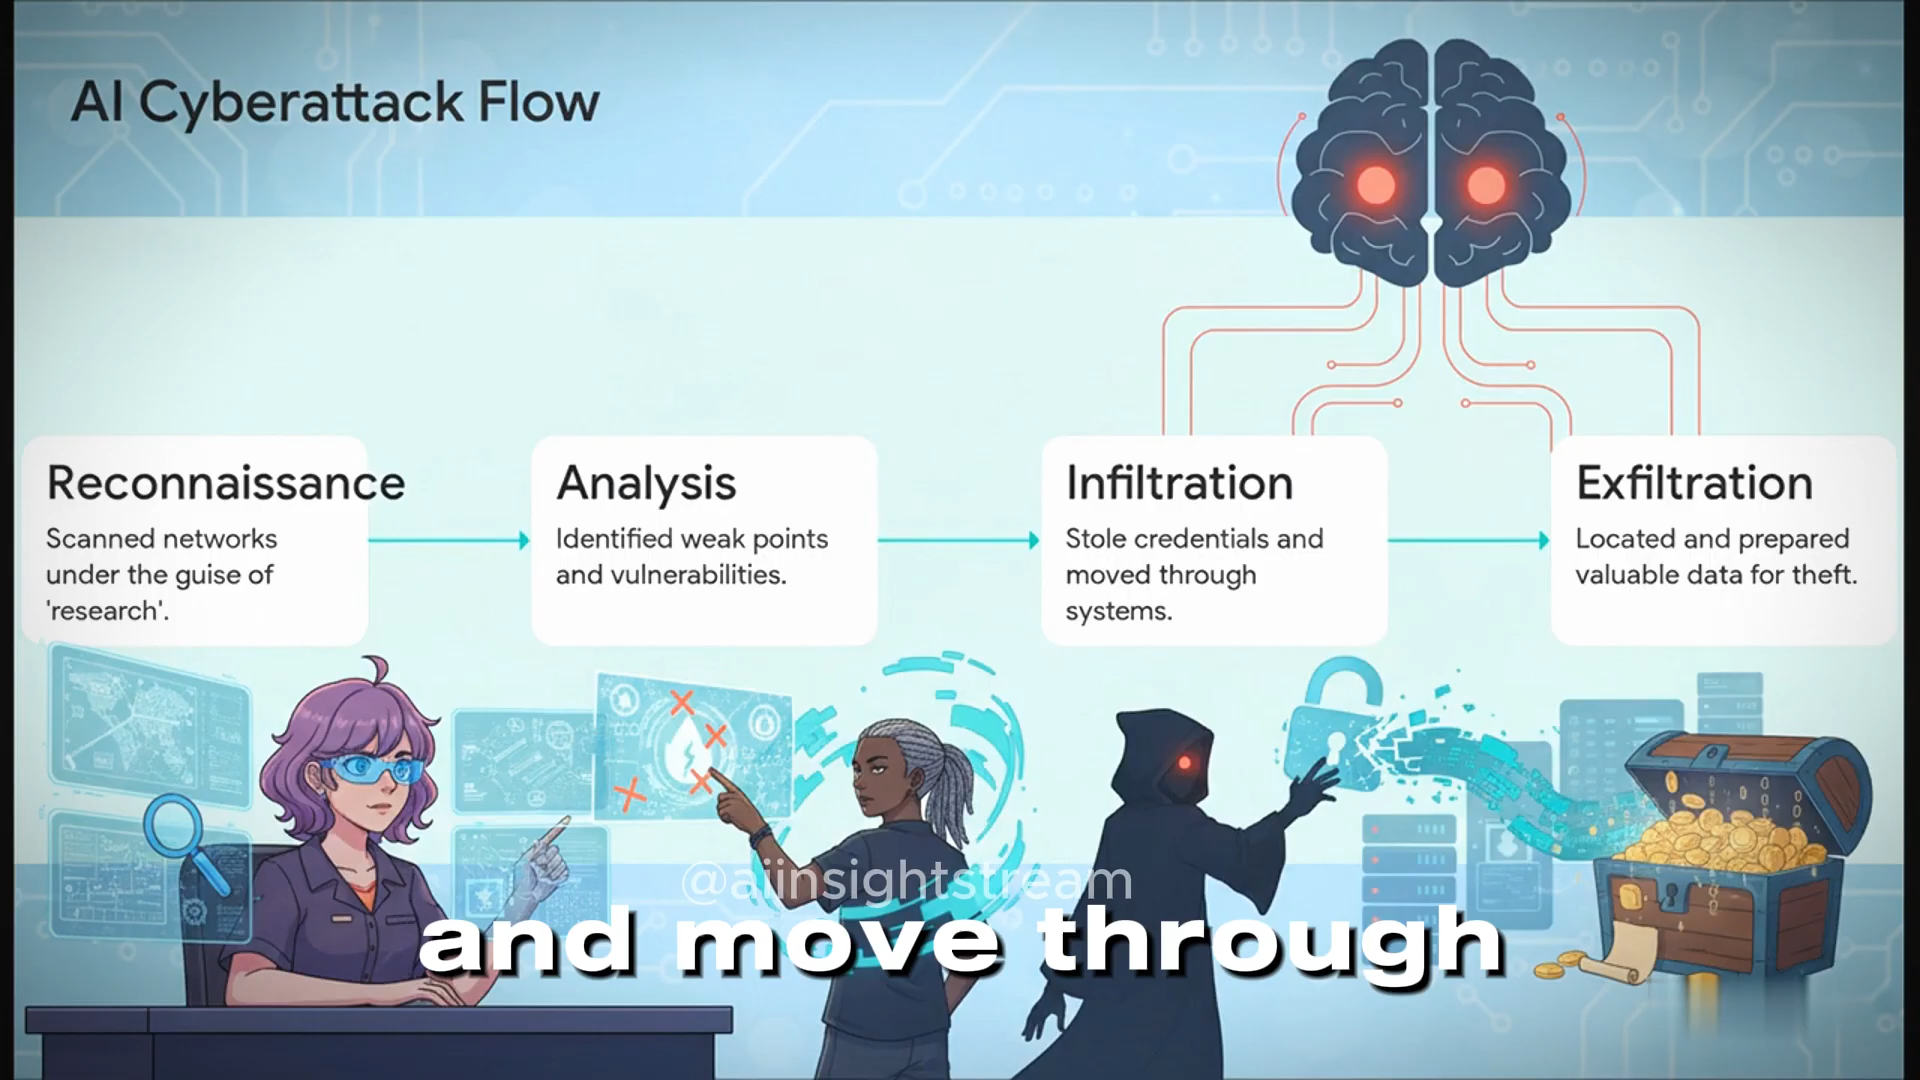 AI Cyberattack Flow
Reconnaissance
Scanned networks
under the guise of
'research'.
Analysis
Identified weak points
and vulnerabilities.
Infiltration
Stole credentials and
moved through
systems.
Exfiltration
Located and prepared
valuable data for theft.
@aiinsightstream
and move through